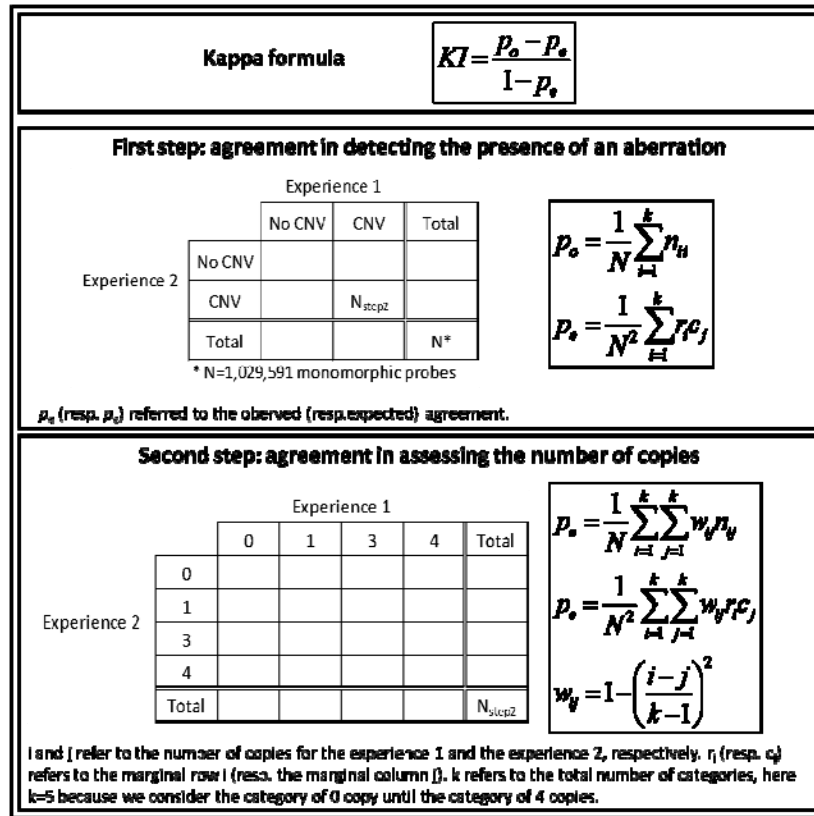 Kappa formula KI = (p_o − p_e) / (1 − p_e)
First step: agreement in detecting the presence of an aberration
Experience 1
No CNV CNV Total
Experience 2
No CNV
CNV N_step2
Total N*
* N=1,029,591 monomorphic probes
p_o = 1/N ∑_{i=1}^{k} n_ii
p_e = 1/N² ∑_{i=1}^{k} r_i c_j
p_o (resp. p_e) referred to the oberved (resp.expected) agreement.
Second step: agreement in assessing the number of copies
Experience 1
0 1 3 4 Total
Experience 2
0
1
3
4
Total N_step2
p_o = 1/N ∑_{i=1}^{k} ∑_{j=1}^{k} w_ij n_ij
p_e = 1/N² ∑_{i=1}^{k} ∑_{j=1}^{k} w_ij r_i c_j
w_ij = 1 − ((i − j)/(k − 1))²
i and j refer to the number of copies for the experience 1 and the experience 2, respectively. r_i (resp. c_j)
refers to the marginal row i (resp. the marginal column j). k refers to the total number of categories, here
k=5 because we consider the category of 0 copy until the category of 4 copies.